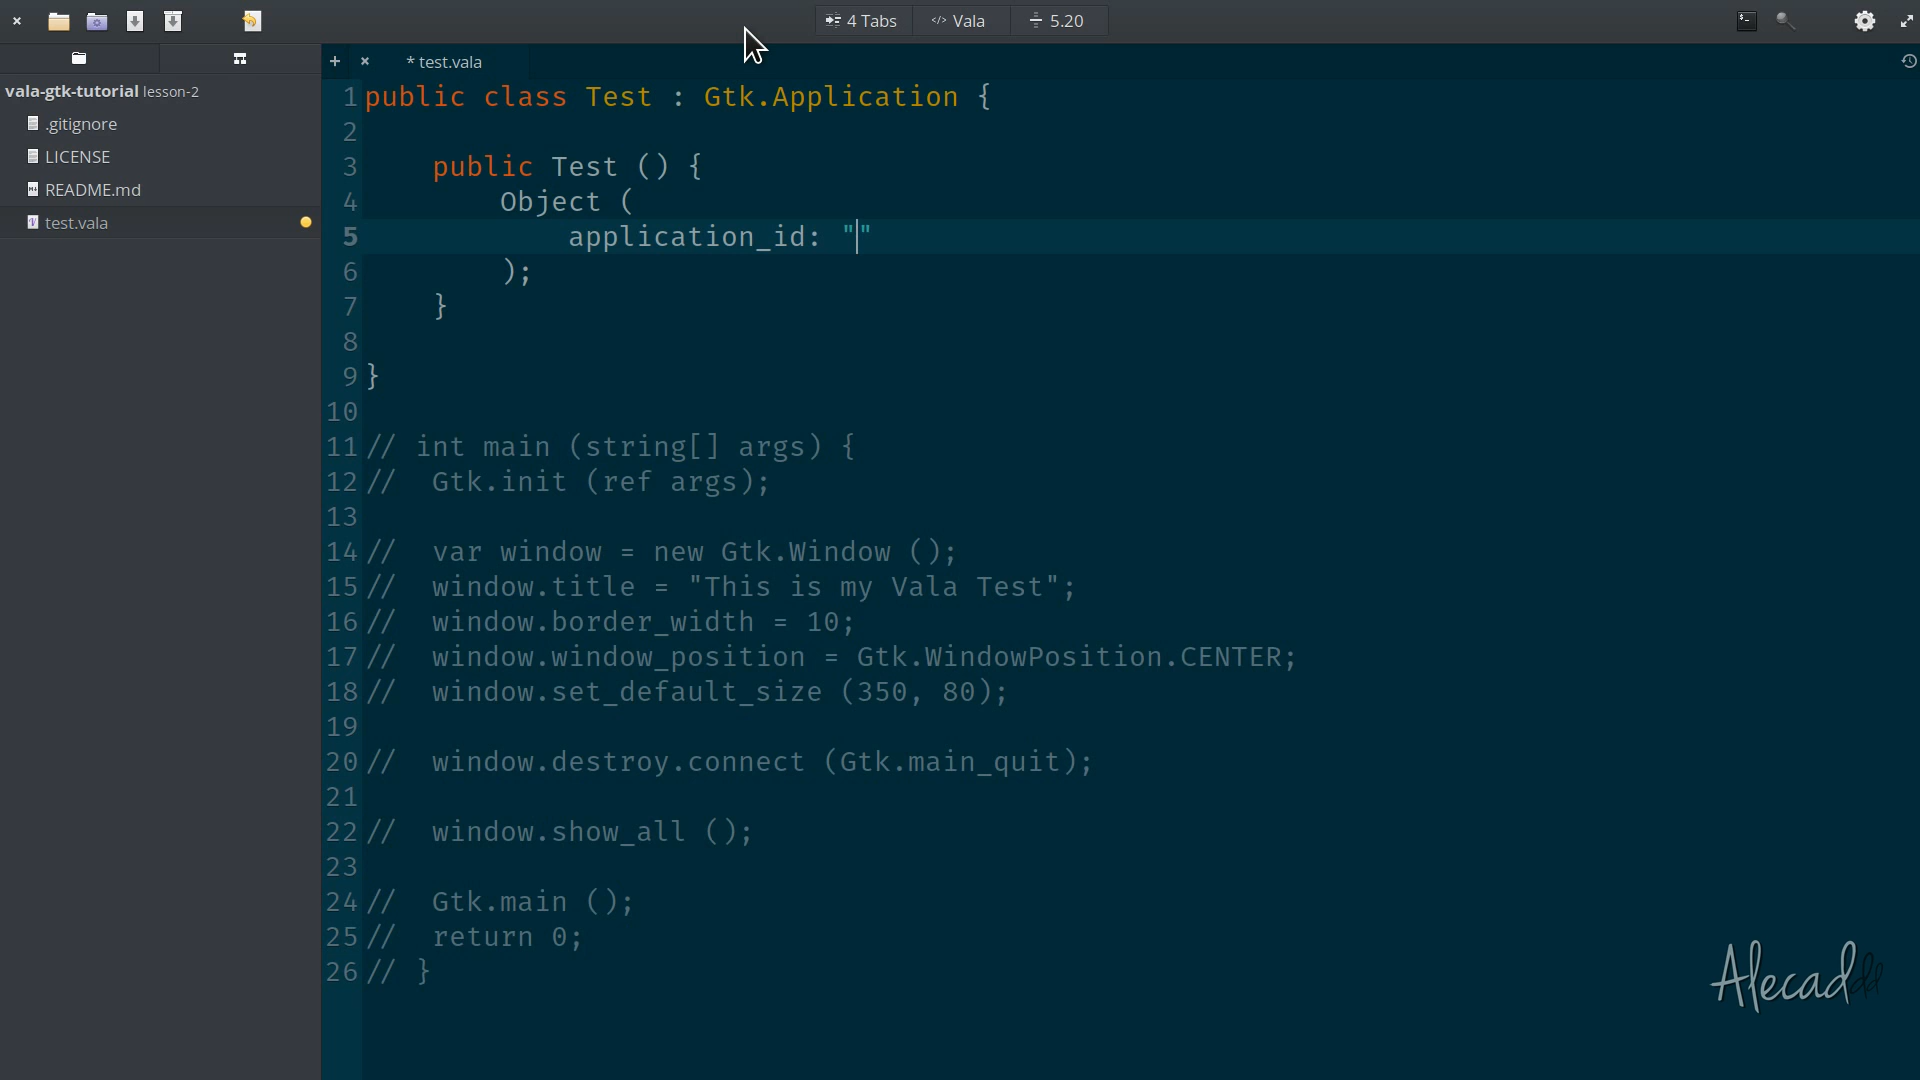 4 Tabs
</> Vala
5.20
vala-gtk-tutorial lesson-2
.gitignore
LICENSE
README.md
test.vala
+ × * test.vala
1 public class Test : Gtk.Application {
2
3     public Test () {
4         Object (
5             application_id: ""
6         );
7     }
8
9 }
10
11 // int main (string[] args) {
12 //  Gtk.init (ref args);
13
14 //  var window = new Gtk.Window ();
15 //  window.title = "This is my Vala Test";
16 //  window.border_width = 10;
17 //  window.window_position = Gtk.WindowPosition.CENTER;
18 //  window.set_default_size (350, 80);
19
20 //  window.destroy.connect (Gtk.main_quit);
21
22 //  window.show_all ();
23
24 //  Gtk.main ();
25 //  return 0;
26 // }
Alecaddd